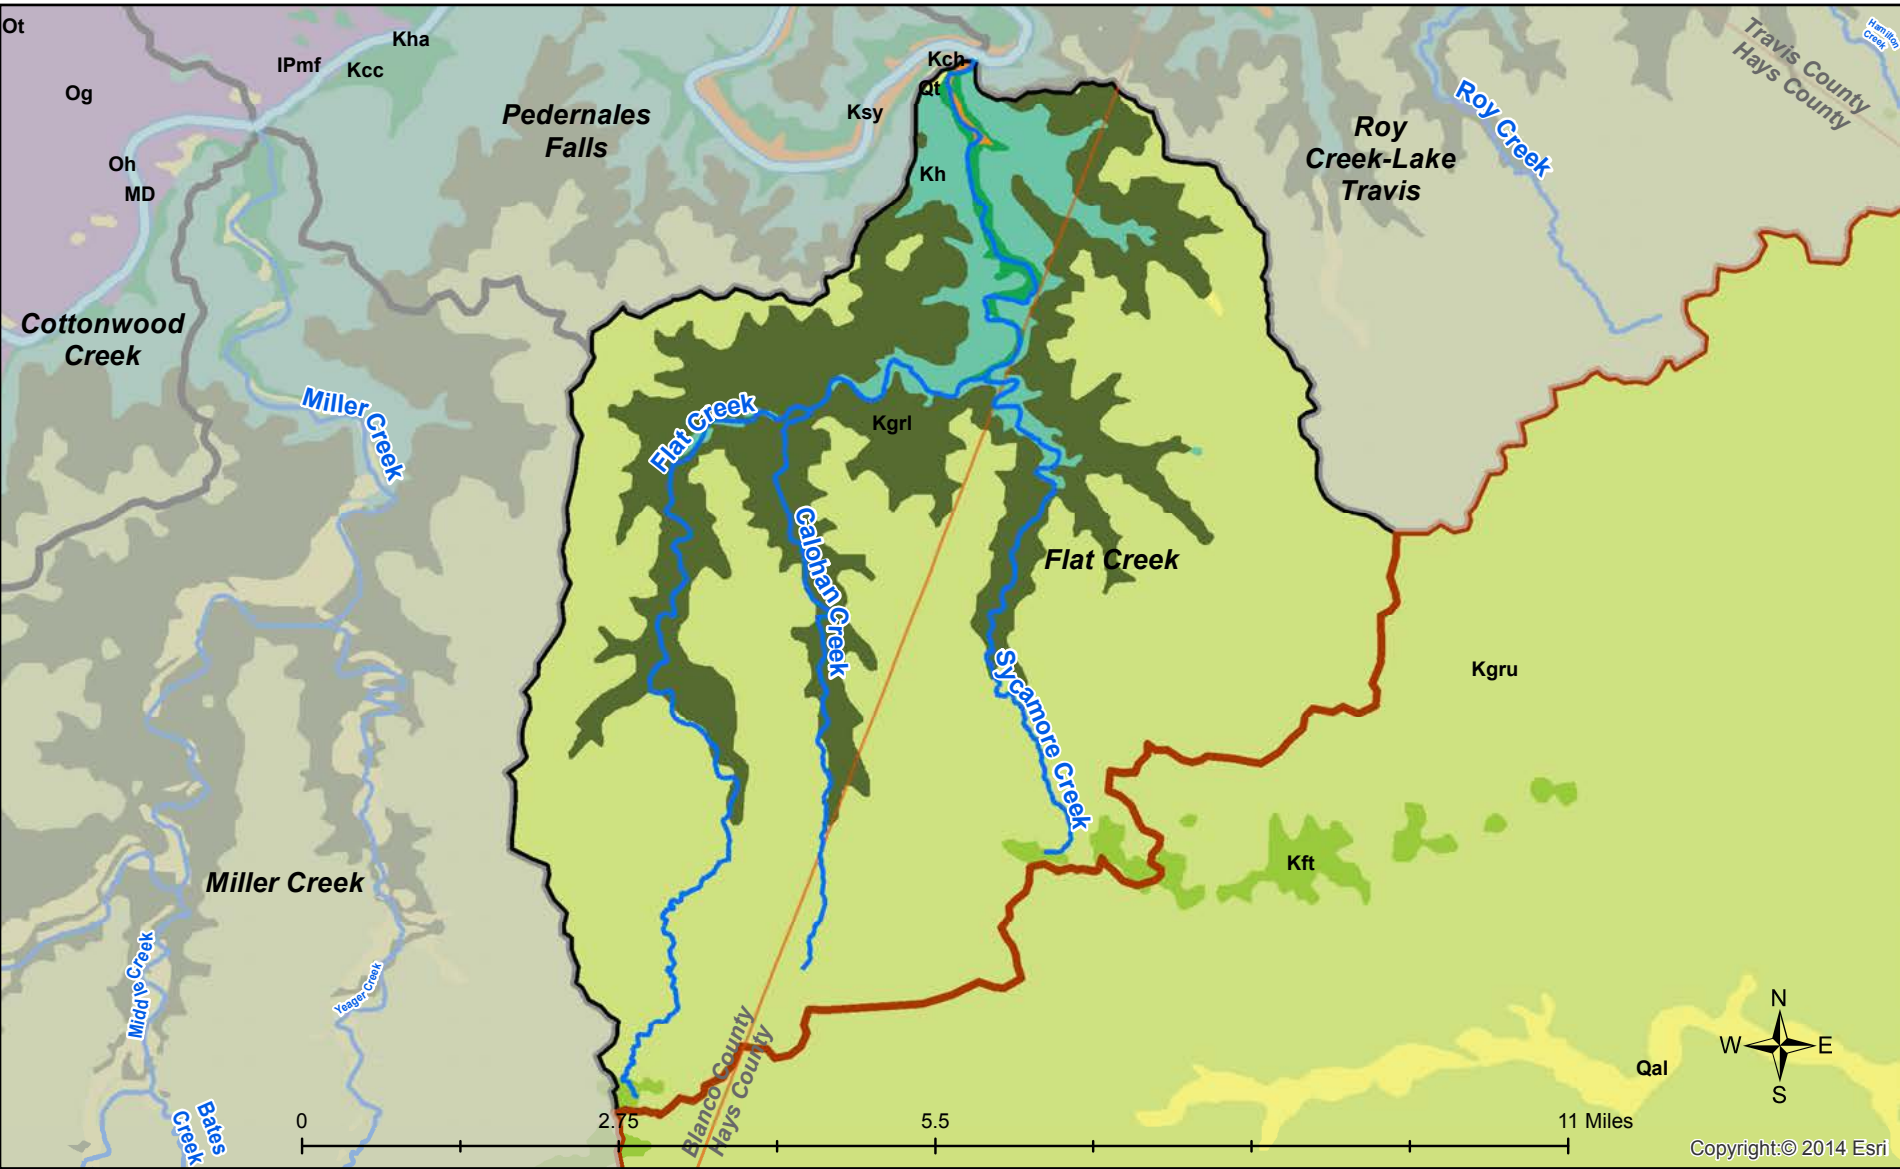 Ot
Kha
IPmf
Kcc
Og
Oh
MD
Pedernales
Falls
Ksy
Kch
Qt
Kh
Roy
Creek-Lake
Travis
Roy Creek
Travis County
Hays County
Hamilton
Creek
Cottonwood
Creek
Miller Creek
Flat Creek
Kgrl
Calohan Creek
Flat Creek
Sycamore Creek
Kgru
Kft
Miller Creek
Middle Creek
Yeager Creek
Bates
Creek
Blanco County
Hays County
Qal
N
W E
S
0 2.75 5.5 11 Miles
Copyright:© 2014 Esri